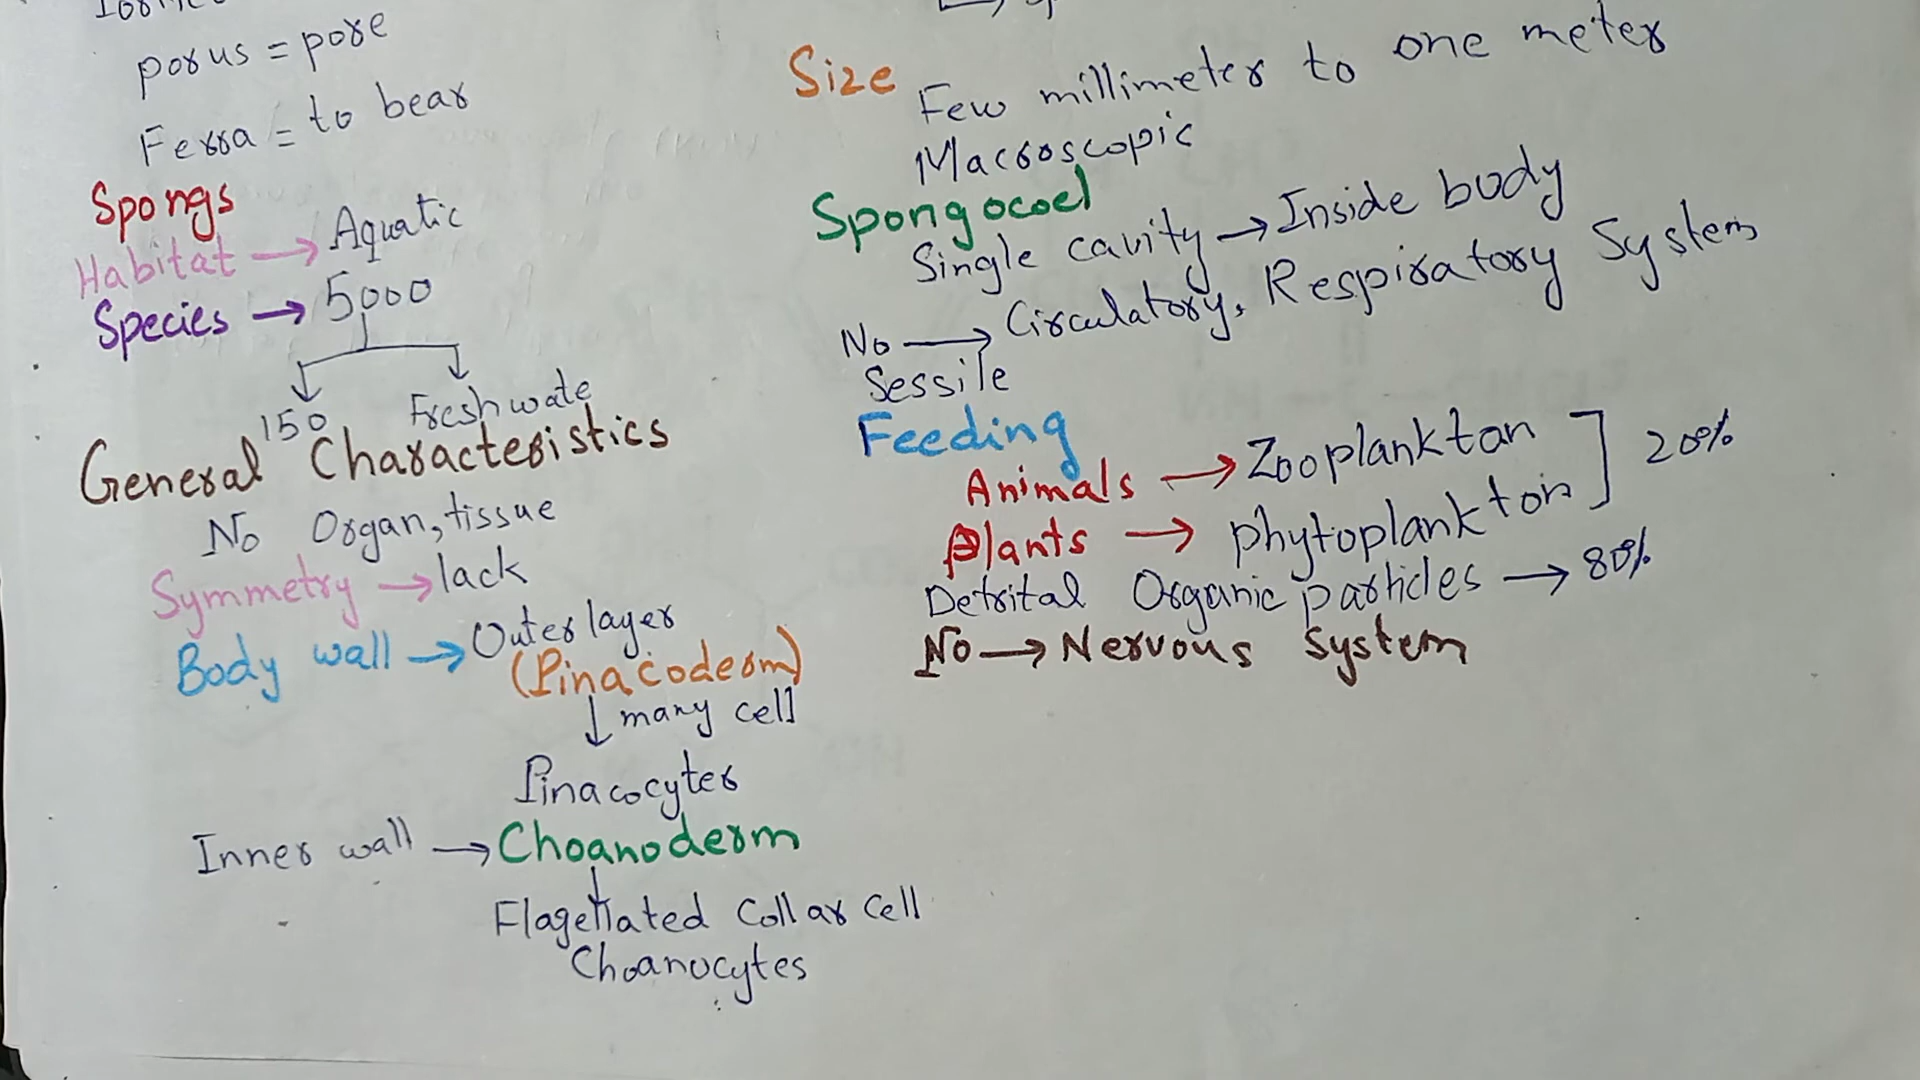 porus = pore
Ferra = to bear
Spongs
Habitat → Aquatic
Species → 5000
150 Freshwate
General Characteristics
No Organ, tissue
Symmetry → lack
Body wall → Outer layer
(Pinacoderm)
↓ many cell
Pinacocyter
Inner wall → Choanoderm
Flagellated Collar Cell
Choanocytes
Size
Few millimeter to one meter
Macroscopic
Spongocoel
Single cavity → Inside body
No → Circulatory, Respiratory System
Sessile
Feeding
Animals → Zooplanktan
Plants → Phytoplankton ] 20%
Detrital Organic particles → 80%
No → Nervous System